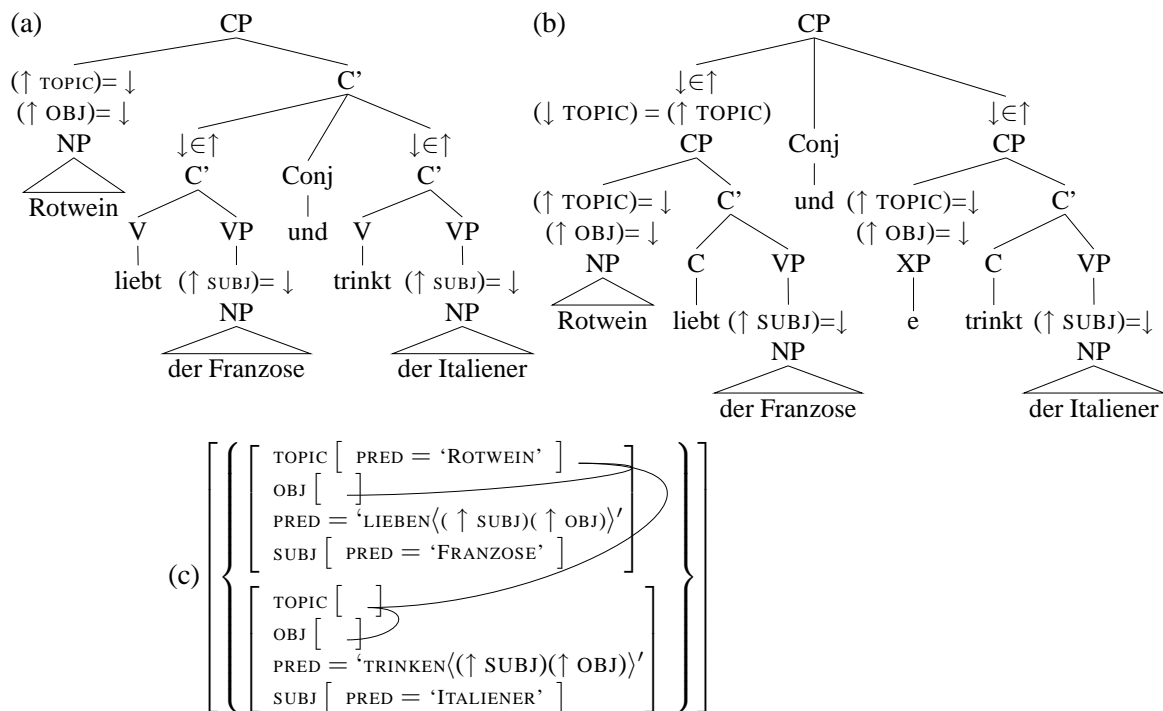 (a)
CP
(↑ TOPIC)= ↓
(↑ OBJ)= ↓
NP
Rotwein
C'
↓∈↑
C'
Conj
und
↓∈↑
C'
V
liebt
VP
(↑ SUBJ)= ↓
NP
der Franzose
V
trinkt
VP
(↑ SUBJ)= ↓
NP
der Italiener
(b)
CP
↓∈↑
(↓ TOPIC) = (↑ TOPIC)
CP
Conj
und
↓∈↑
CP
(↑ TOPIC)= ↓
(↑ OBJ)= ↓
NP
Rotwein
C'
C
liebt
VP
(↑ SUBJ)=↓
NP
der Franzose
(↑ TOPIC)= ↓
(↑ OBJ)= ↓
XP
e
C'
C
trinkt
VP
(↑ SUBJ)=↓
NP
der Italiener
(c)
TOPIC [ PRED = ‘ROTWEIN’ ]
OBJ [ ]
PRED = ‘LIEBEN⟨( ↑ SUBJ)( ↑ OBJ)⟩′
SUBJ [ PRED = ‘FRANZOSE’ ]
TOPIC [ ]
OBJ [ ]
PRED = ‘TRINKEN⟨(↑ SUBJ)(↑ OBJ)⟩′
SUBJ [ PRED = ‘ITALIENER’ ]